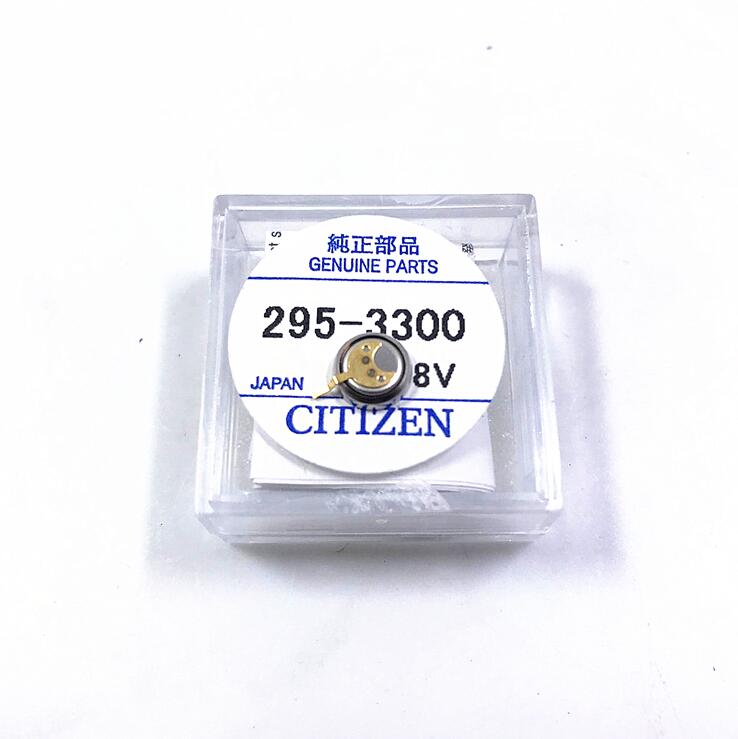 純正部品
GENUINE PARTS
295-3300
8V
JAPAN
CITIZEN